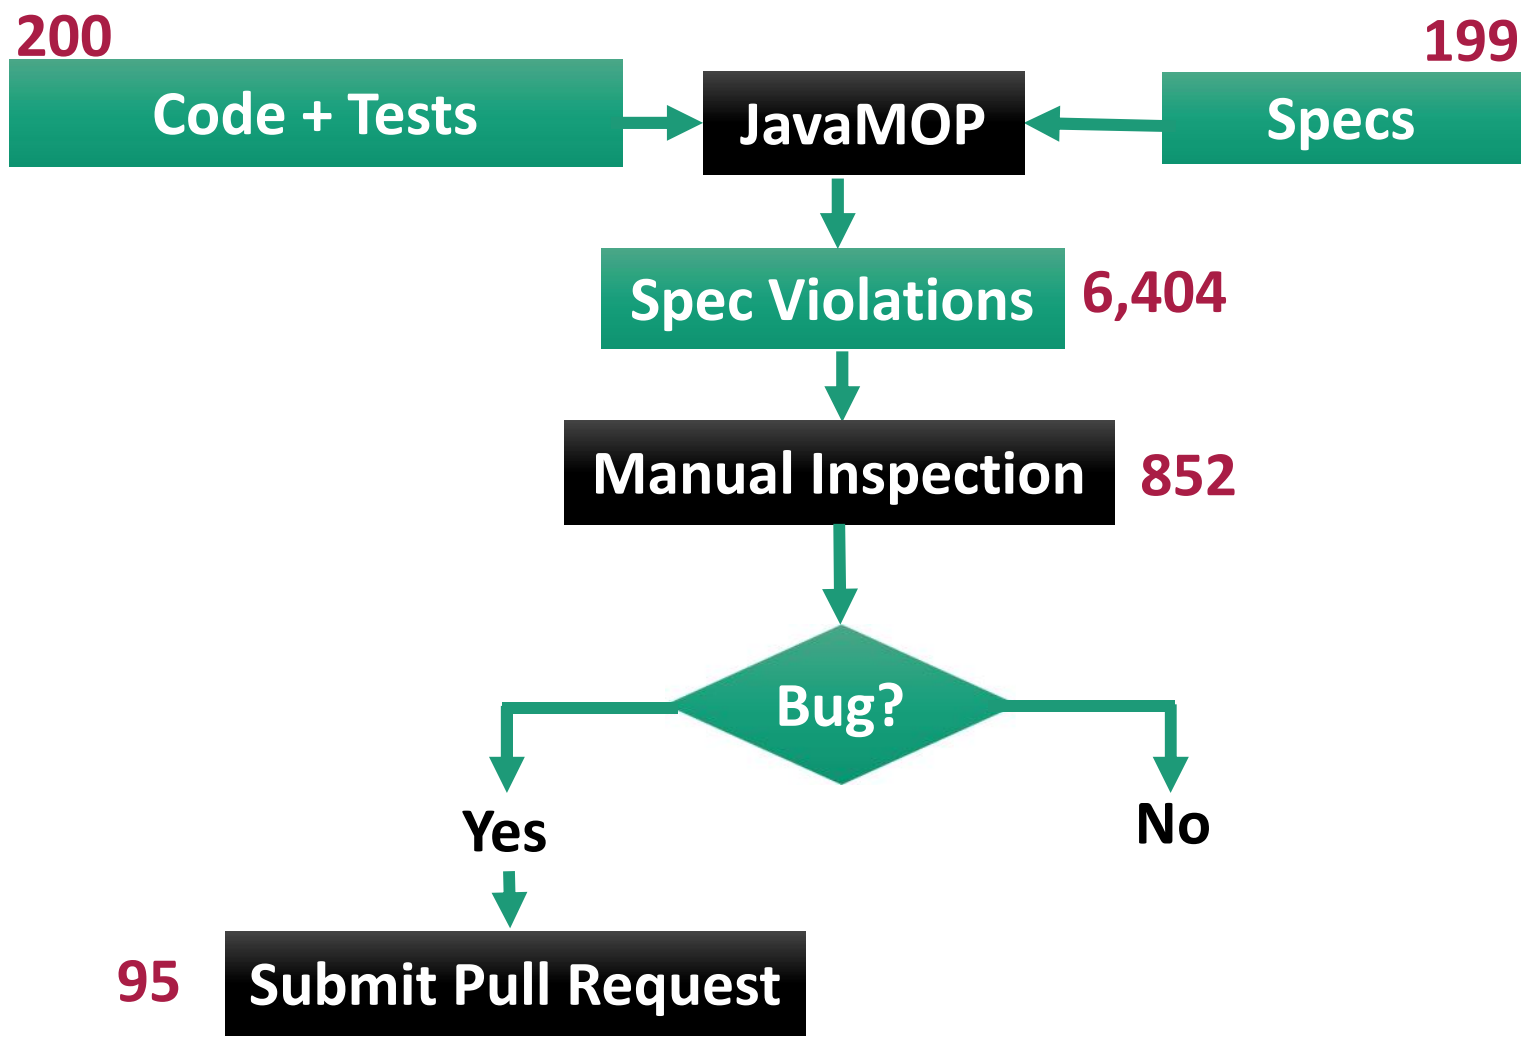 200
199
Code + Tests
JavaMOP
Specs
Spec Violations
6,404
Manual Inspection
852
Bug?
Yes
No
95
Submit Pull Request